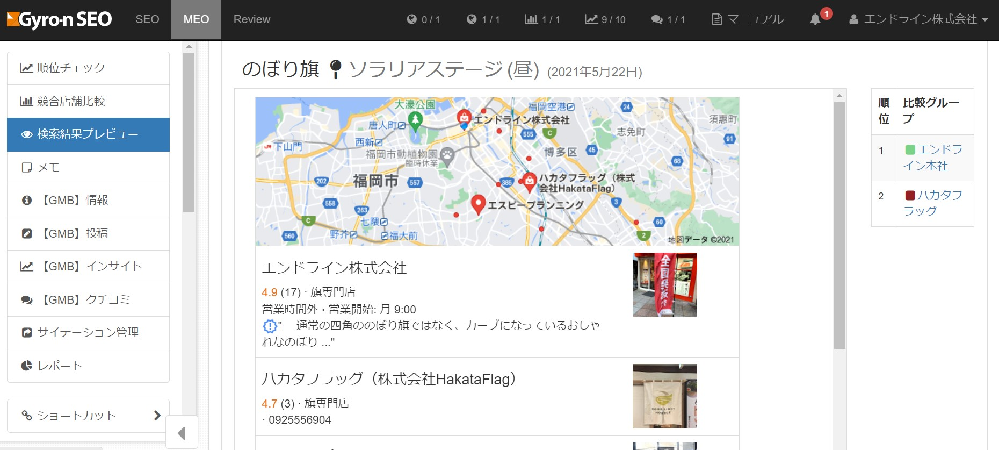 Gyro-n SEO
SEO
MEO
Review
0 / 1
1 / 1
1 / 1
9 / 10
1 / 1
マニュアル
1
エンドライン株式会社
順位チェック
競合店舗比較
検索結果プレビュー
メモ
【GMB】情報
【GMB】投稿
【GMB】インサイト
【GMB】クチコミ
サイテーション管理
レポート
ショートカット
のぼり旗 ソラリアステージ (昼) (2021年5月22日)
大濠公園
福岡空港
24
エンドライン株式会社
須惠町
唐人町
志免町
555
C
91
西新
JR 下山門
福岡市動植物園
臨時休業
博多区
45
68
202
福岡市
557
385
ハカタフラッグ（株式
会社HakataFlag）
558
263
エスピープランニング
3
C
七隈
60
560
野芥
福大前
2
地図データ ©2021
エンドライン株式会社
4.9 (17) · 旗専門店
営業時間外・営業開始: 月 9:00
"__ 通常の四角ののぼり旗ではなく、カーブになっているおしゃ
れなのぼり ..."
全国発送
ハカタフラッグ（株式会社HakataFlag）
4.7 (3) · 旗専門店
· 0925556904
順位
比較グループ
1
エンドラ
イン本社
2
ハカタフ
ラッグ